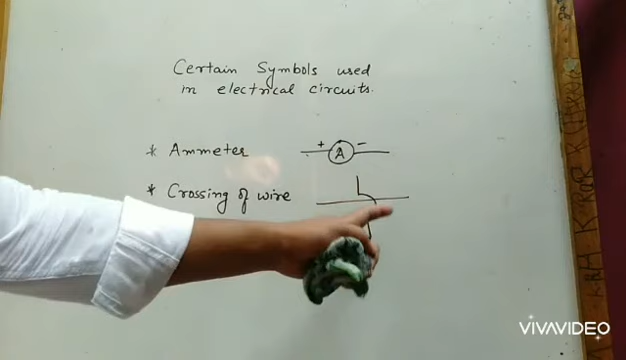 Certain Symbols used
in electrical circuits.
* Ammeter + A -
* Crossing of wire
VIVAVIDEO